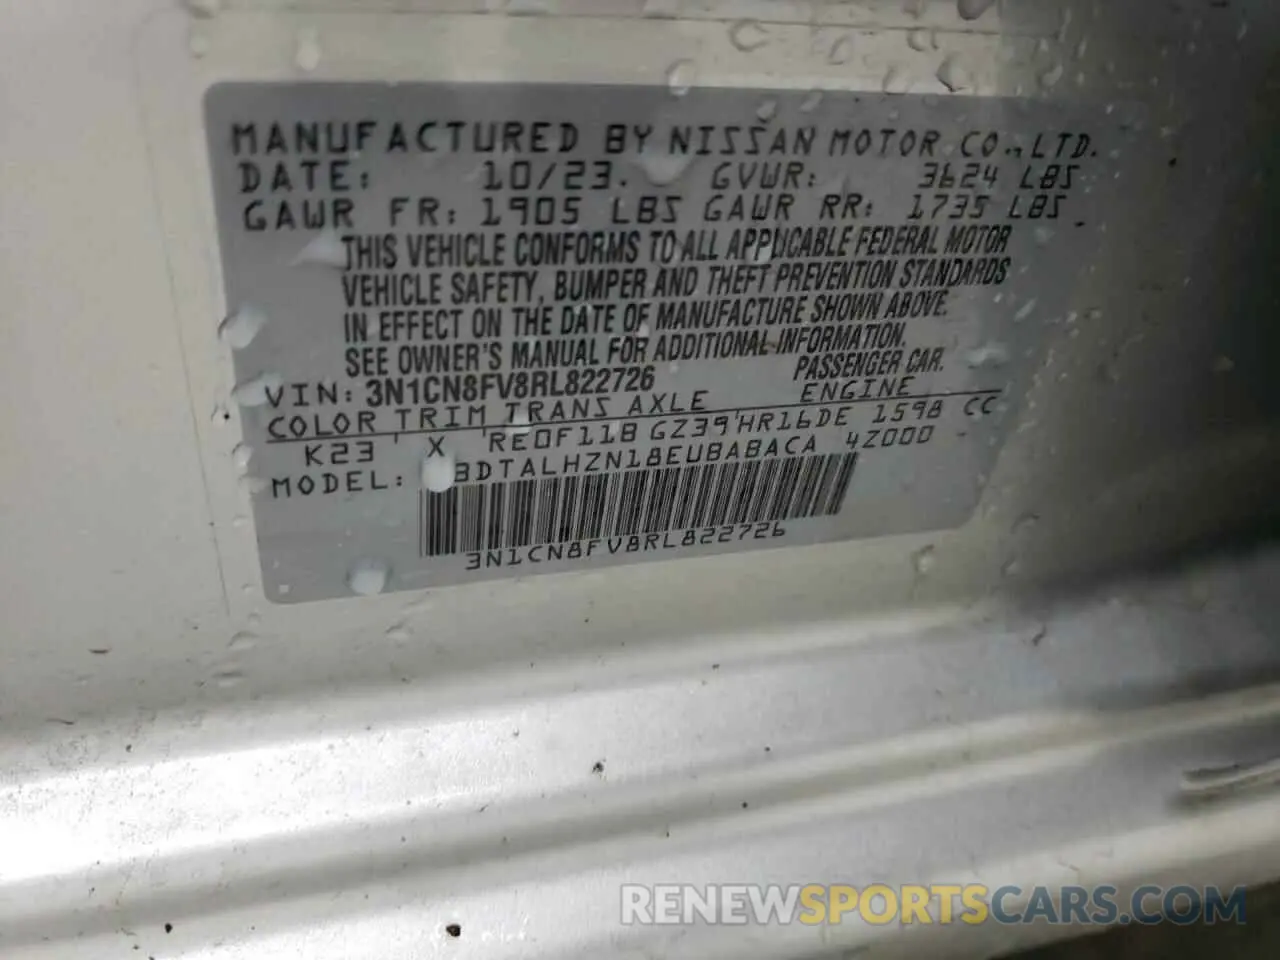 MANUFACTURED BY NISSAN MOTOR CO., LTD.
DATE: 10/23. GVWR: 3624 LBS
GAWR FR: 1905 LBS GAWR RR: 1735 LBS
THIS VEHICLE CONFORMS TO ALL APPLICABLE FEDERAL MOTOR
VEHICLE SAFETY, BUMPER AND THEFT PREVENTION STANDARDS
IN EFFECT ON THE DATE OF MANUFACTURE SHOWN ABOVE.
SEE OWNER'S MANUAL FOR ADDITIONAL INFORMATION.
VIN: 3N1CN8FV8RL822726 PASSENGER CAR.
COLOR TRIM TRANS AXLE ENGINE
K23 X RE0F11B GZ39 HR16DE 1598 CC
MODEL: BDTALHZN18EUBABACA 4Z000 -
3N1CN8FV8RL822726
RENEWSPORTSCARS.COM